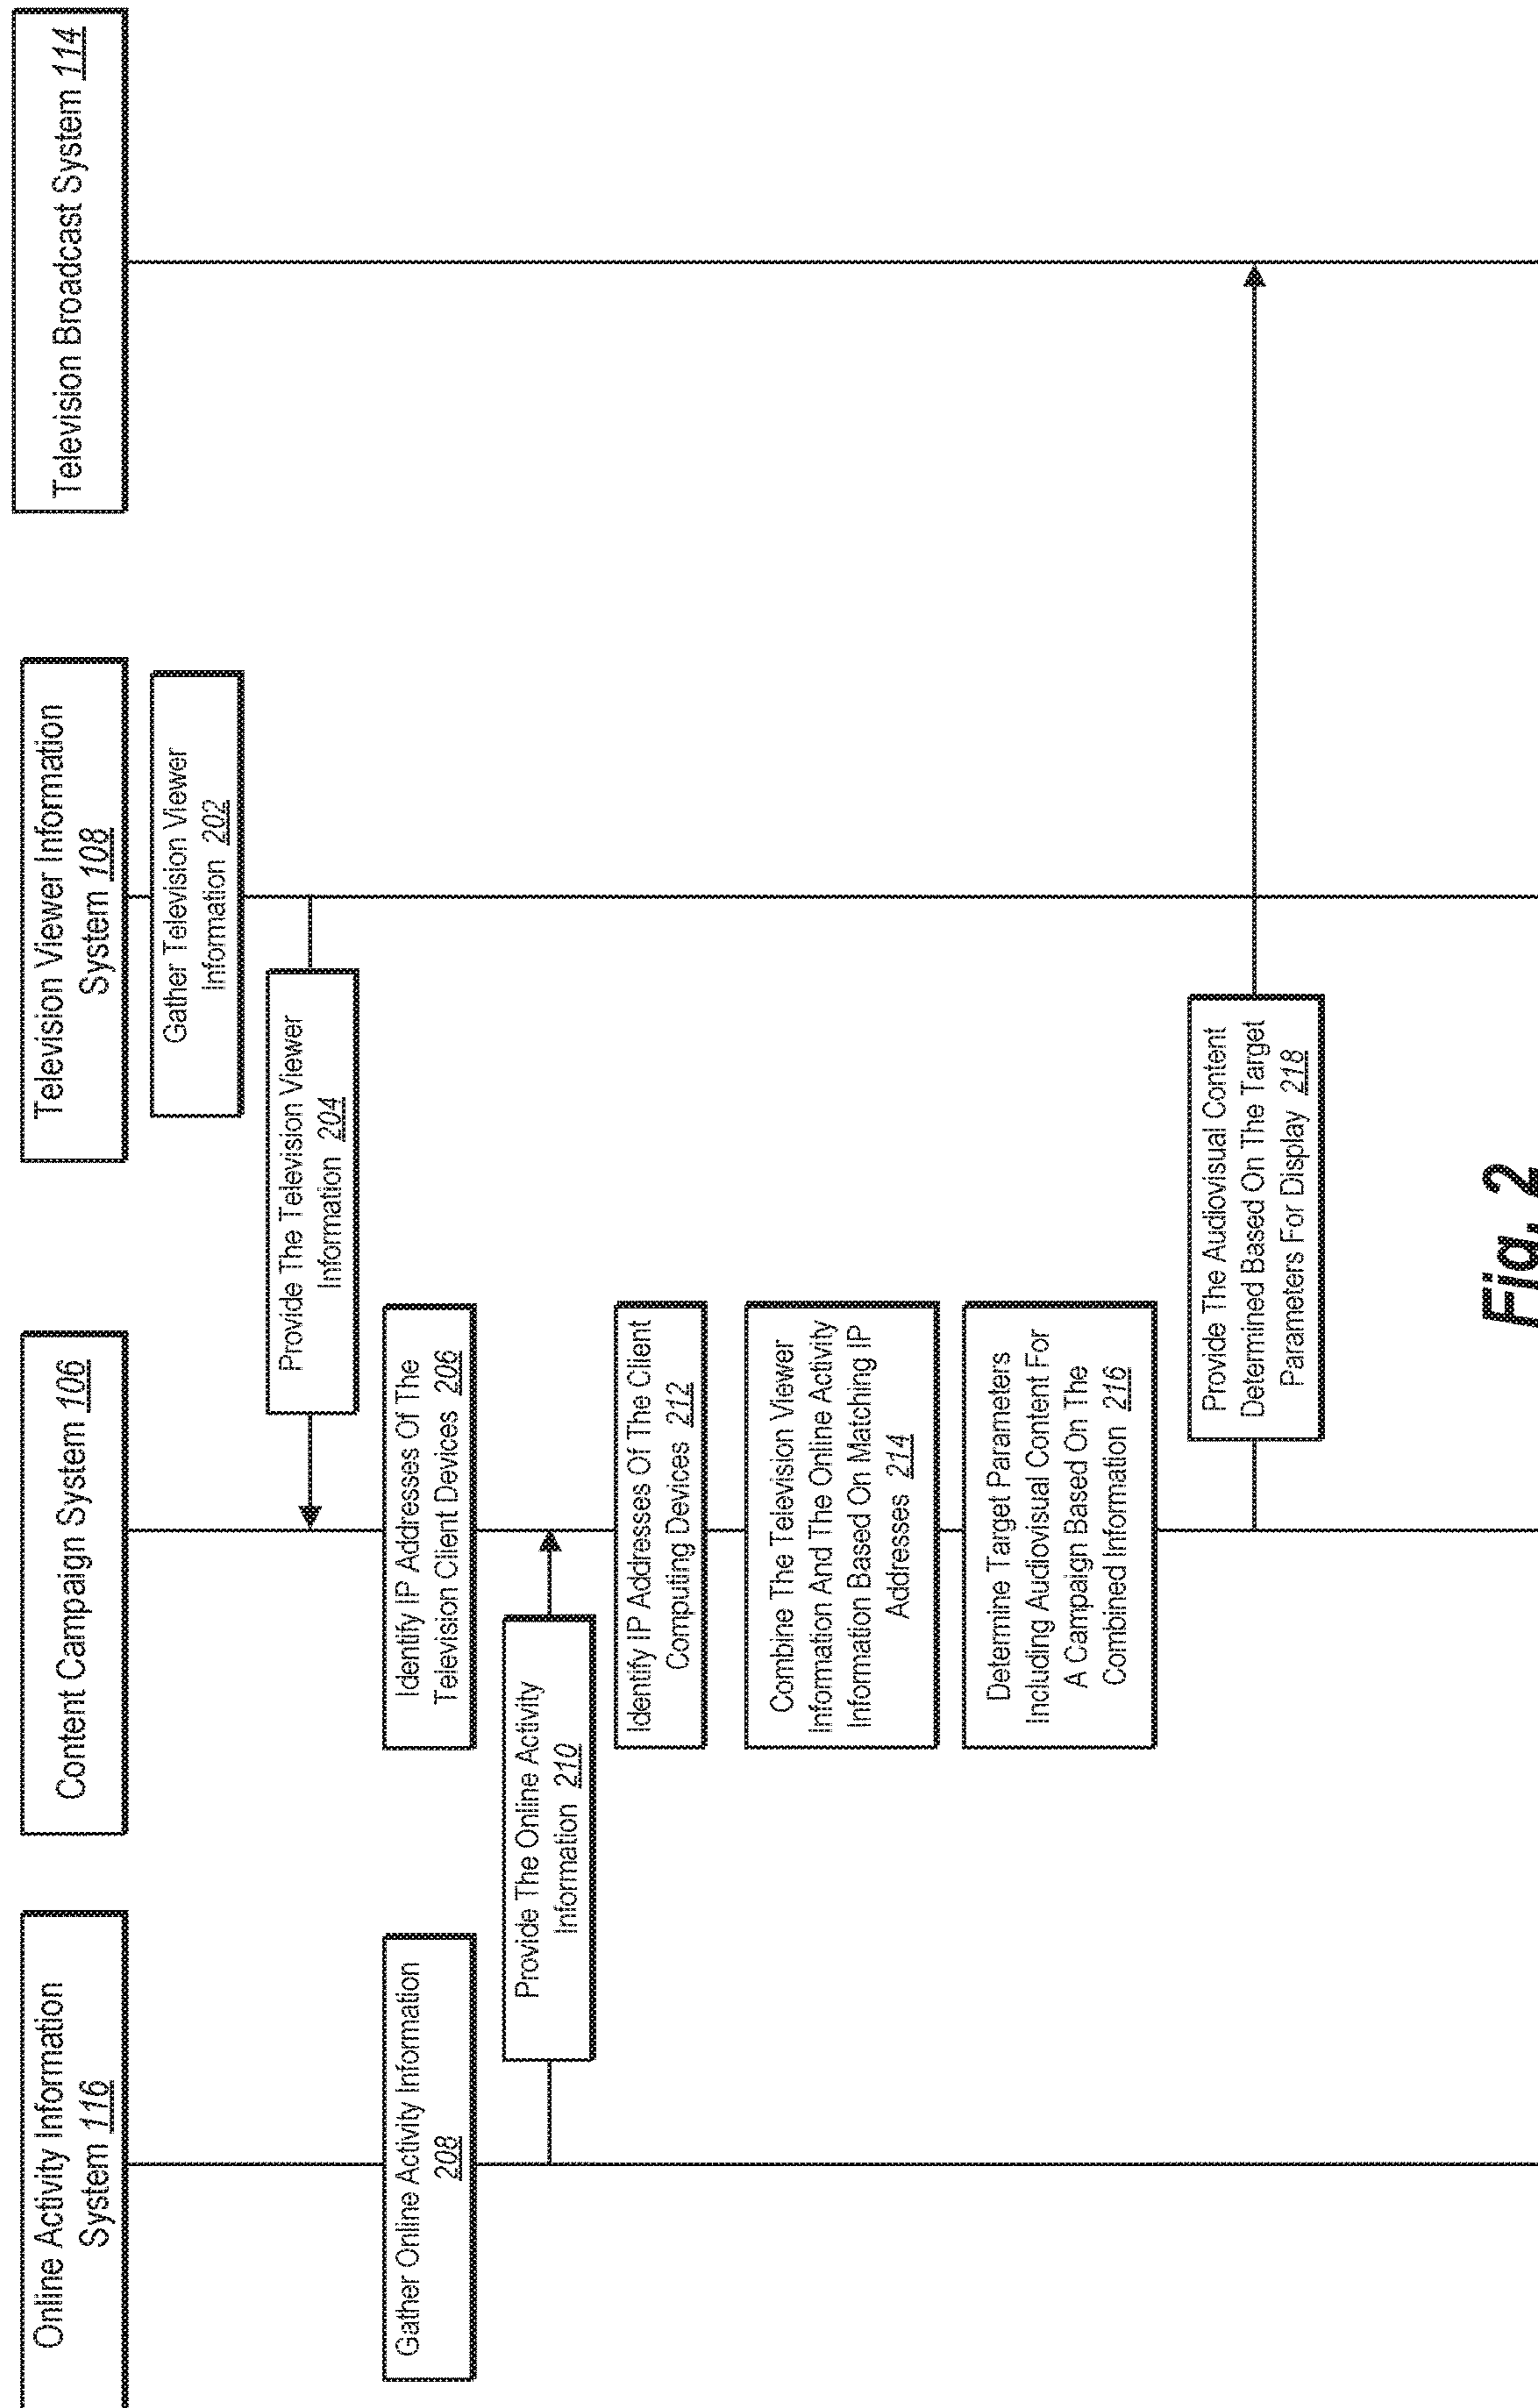 Online Activity Information
System 116
Content Campaign System 106
Television Viewer Information
System 108
Television Broadcast System 114
Gather Television Viewer
Information 202
Provide The Television Viewer
Information 204
Gather Online Activity Information
208
Identify IP Addresses Of The
Television Client Devices 206
Provide The Online Activity
Information 210
Identify IP Addresses Of The Client
Computing Devices 212
Combine The Television Viewer
Information And The Online Activity
Information Based On Matching IP
Addresses 214
Determine Target Parameters
Including Audiovisual Content For
A Campaign Based On The
Combined Information 216
Provide The Audiovisual Content
Determined Based On The Target
Parameters For Display 218
Fig. 2